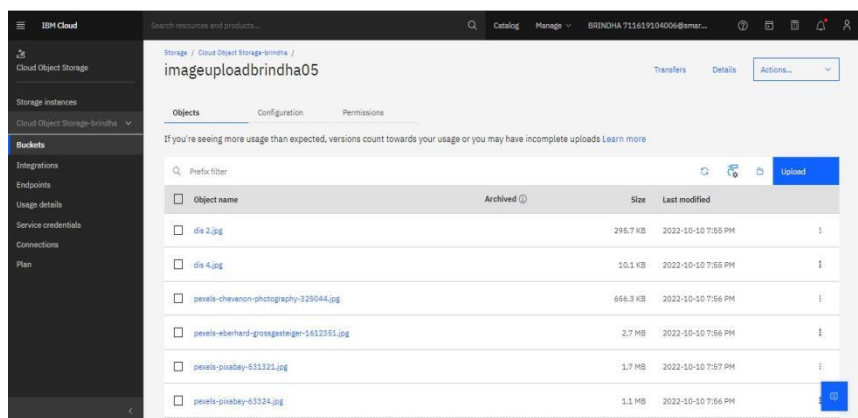 IBM Cloud
Search resources and products...
Catalog
Manage
BRINDHA 711619104006@smar...
Cloud Object Storage
Storage instances
Cloud Object Storage-brindha
Buckets
Integrations
Endpoints
Usage details
Service credentials
Connections
Plan
Storage / Cloud Object Storage-brindha /
imageuploadbrindha05
Transfers
Details
Actions...
Objects
Configuration
Permissions
If you're seeing more usage than expected, versions count towards your usage or you may have incomplete uploads Learn more
Prefix filter
Upload
Object name Archived Size Last modified
dis 2.jpg 295.7 KB 2022-10-10 7:55 PM
dis 4.jpg 10.1 KB 2022-10-10 7:55 PM
pexels-chevanon-photography-325044.jpg 656.3 KB 2022-10-10 7:56 PM
pexels-eberhard-grossgasteiger-1612351.jpg 2.7 MB 2022-10-10 7:56 PM
pexels-pixabay-531321.jpg 1.7 MB 2022-10-10 7:57 PM
pexels-pixabay-63324.jpg 1.1 MB 2022-10-10 7:56 PM